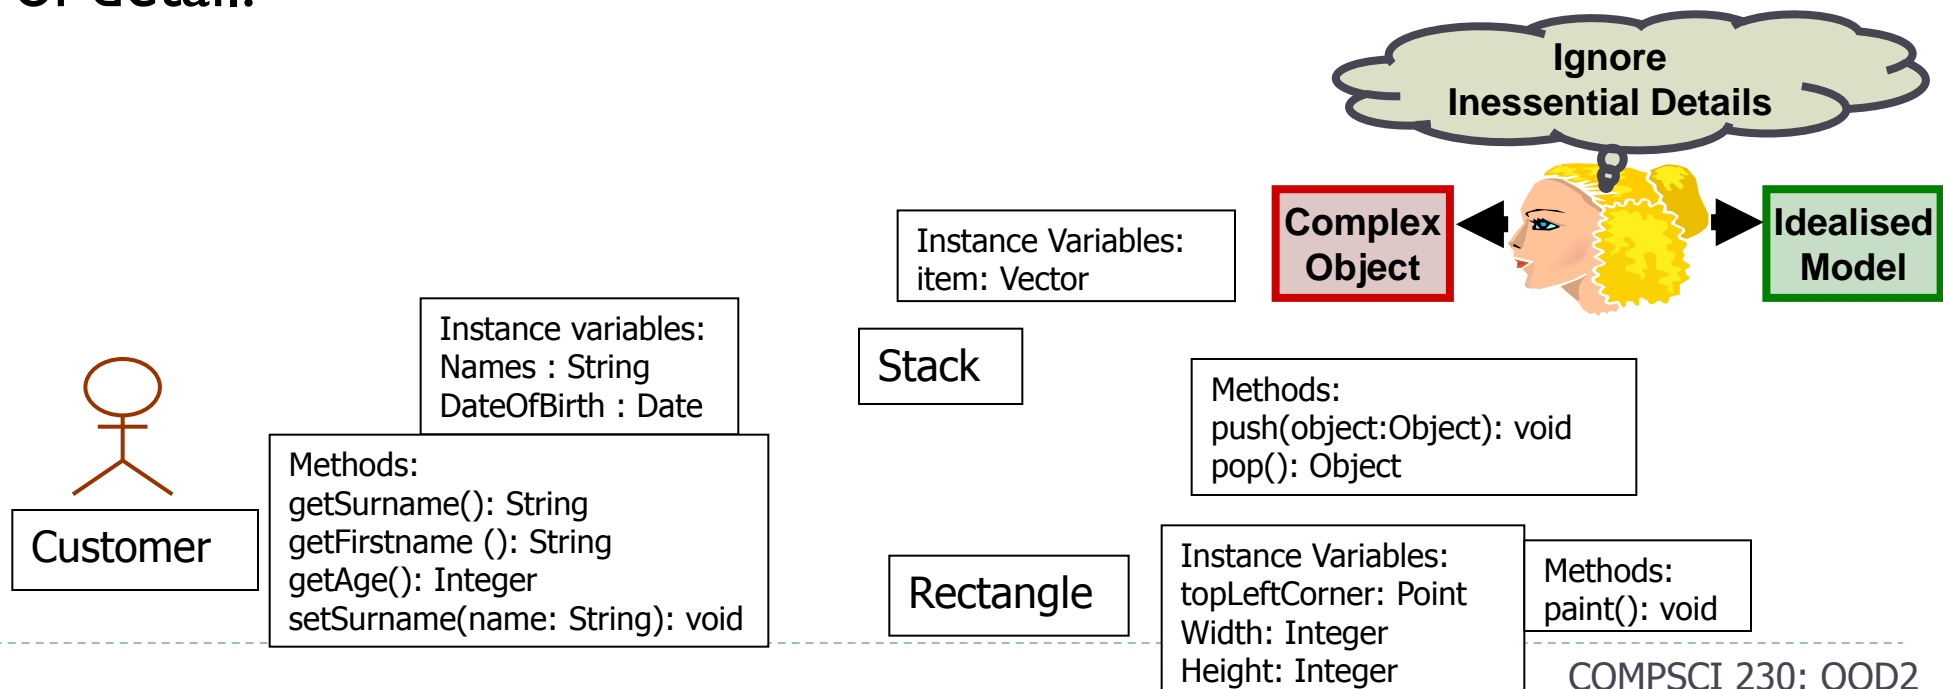 or detail.
Ignore
Inessential Details
Complex
Object
Idealised
Model
Instance Variables:
item: Vector
Stack
Methods:
push(object:Object): void
pop(): Object
Instance variables:
Names : String
DateOfBirth : Date
Customer
Methods:
getSurname(): String
getFirstname (): String
getAge(): Integer
setSurname(name: String): void
Rectangle
Instance Variables:
topLeftCorner: Point
Width: Integer
Height: Integer
Methods:
paint(): void
COMPSCI 230: OOD2